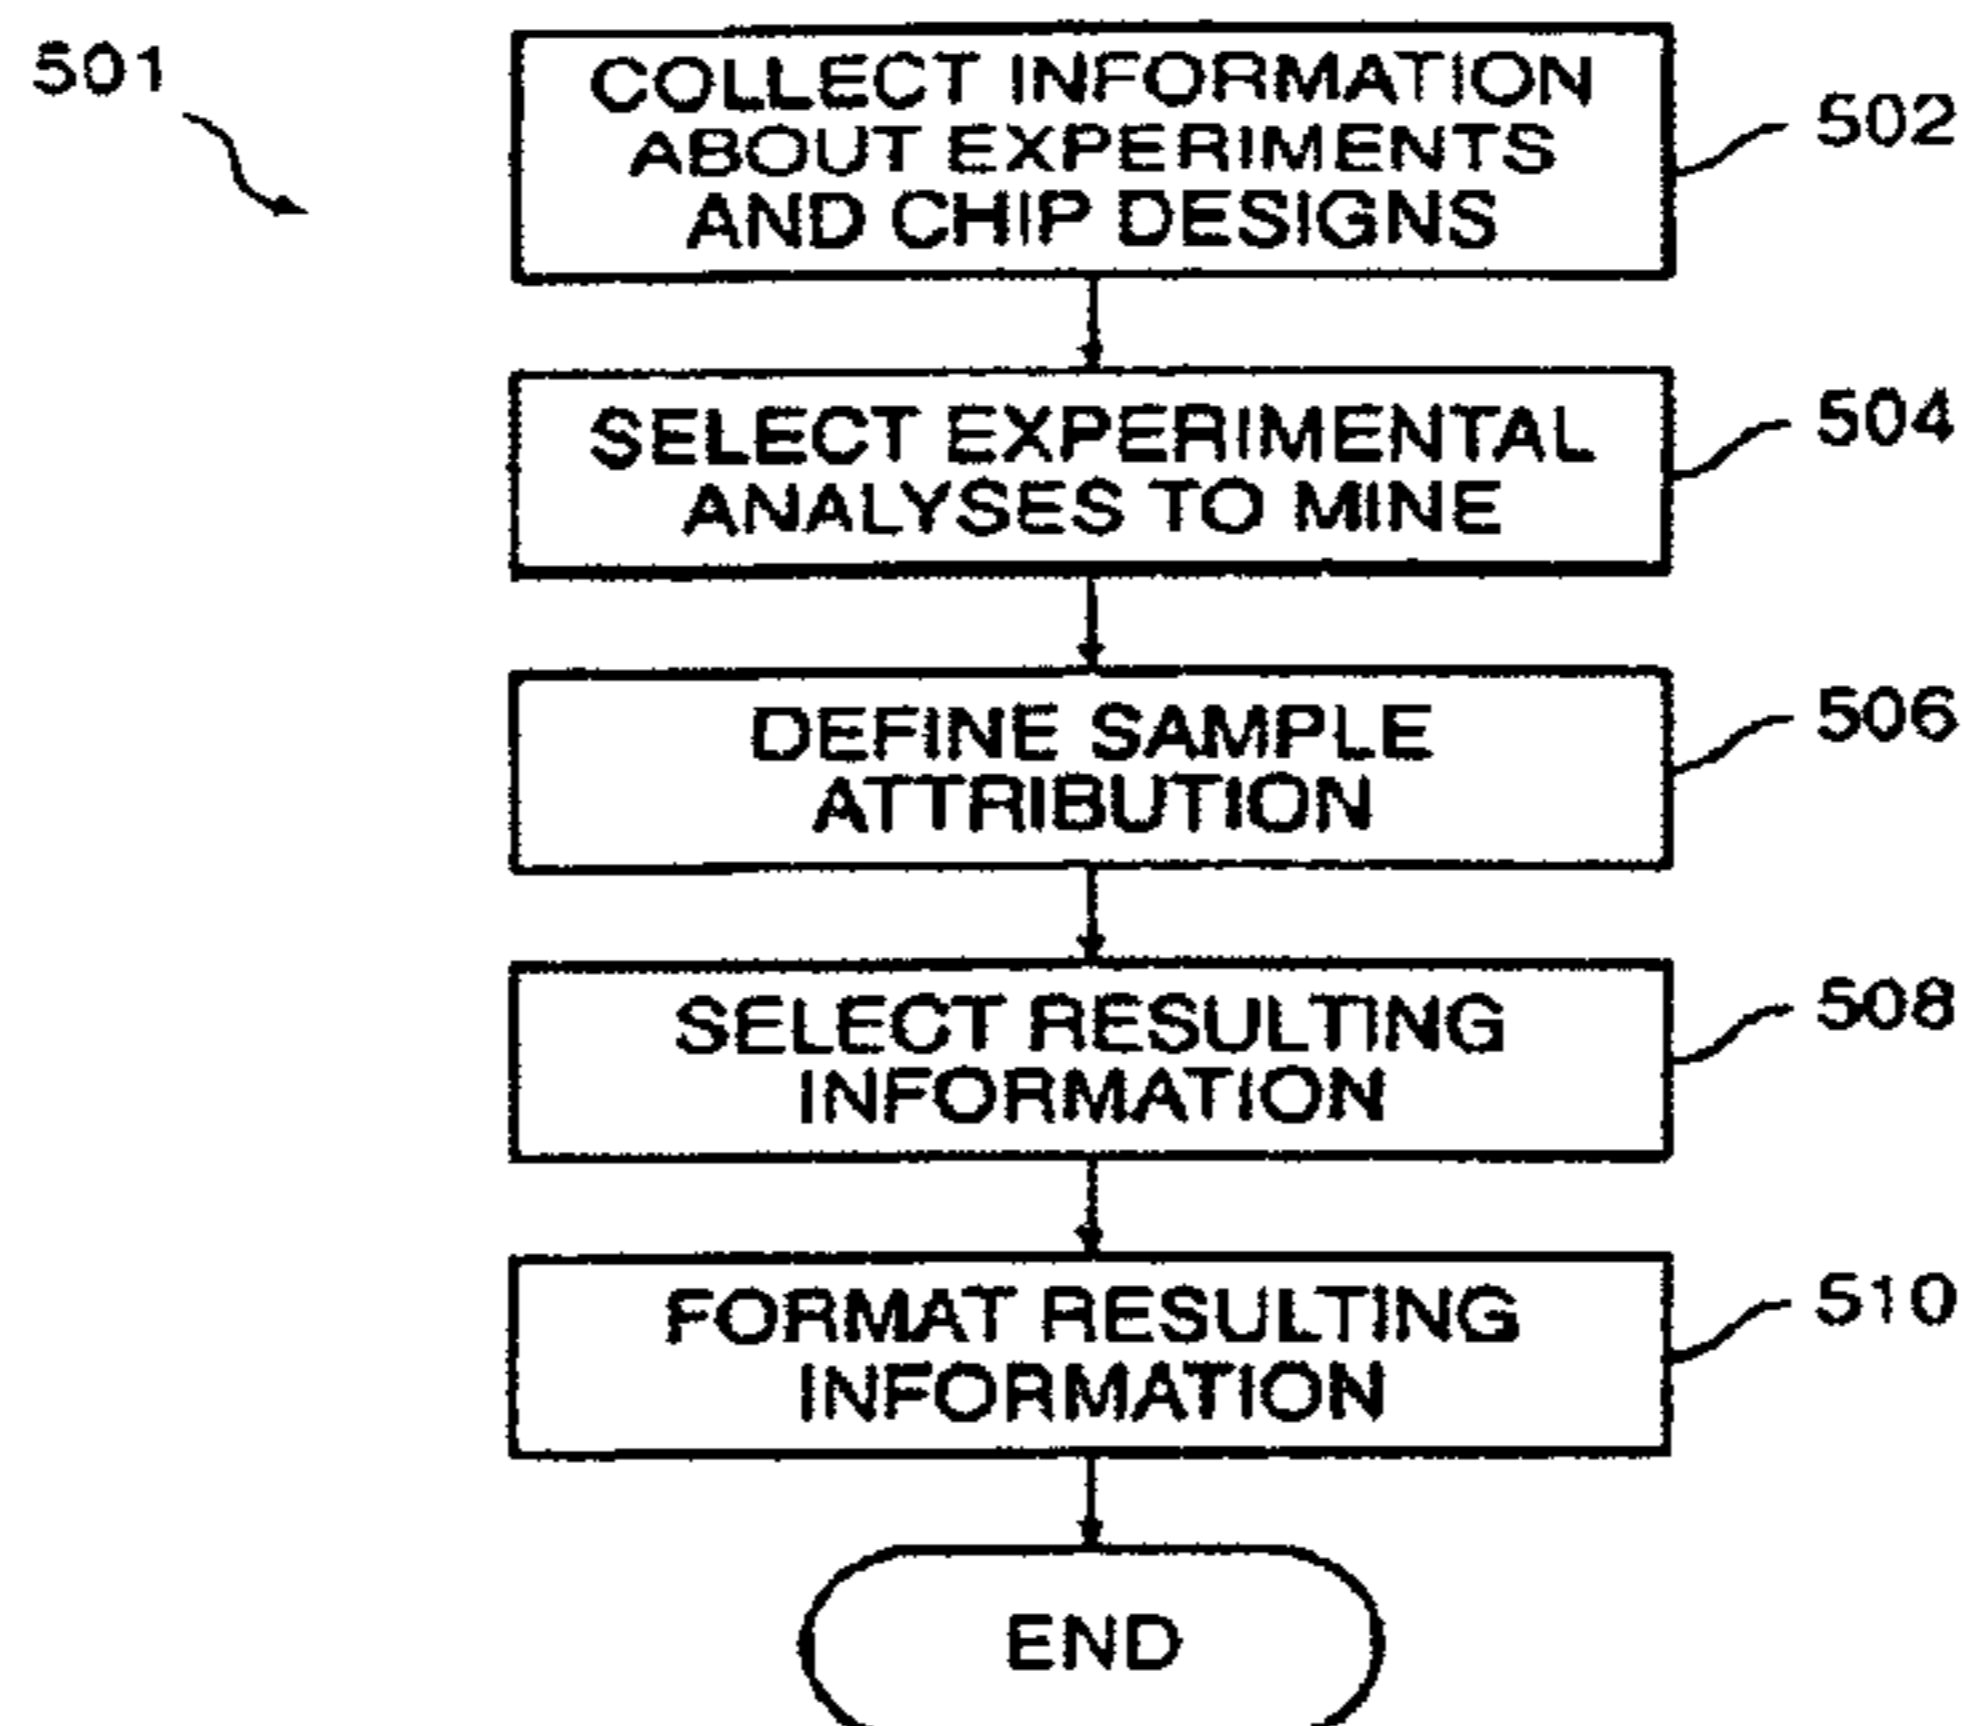 501
COLLECT INFORMATION
ABOUT EXPERIMENTS
AND CHIP DESIGNS
502
SELECT EXPERIMENTAL
ANALYSES TO MINE
504
DEFINE SAMPLE
ATTRIBUTION
506
SELECT RESULTING
INFORMATION
508
FORMAT RESULTING
INFORMATION
510
END